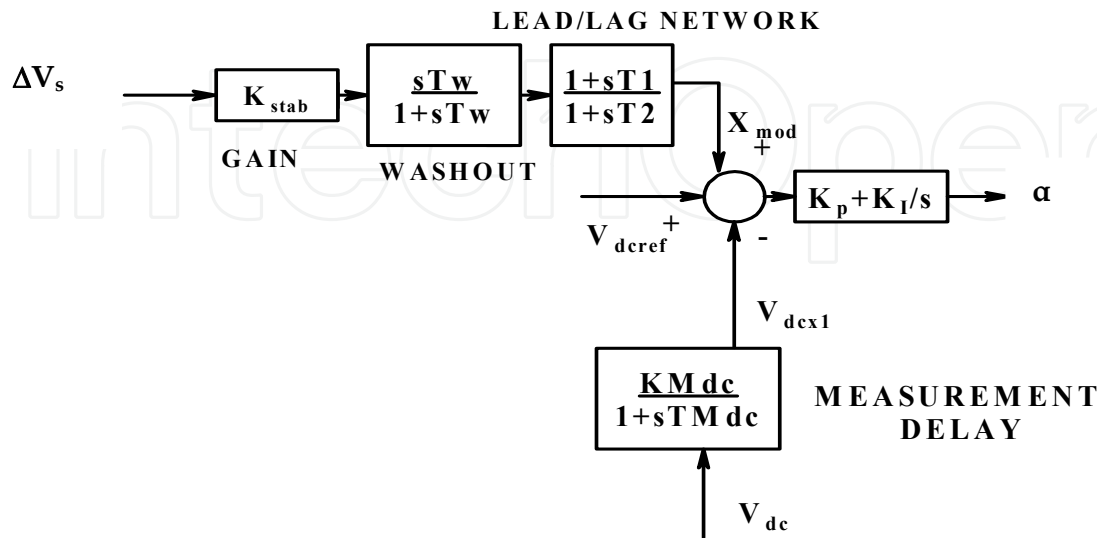 LEAD/LAG NETWORK
ΔVs
Kstab
sTw
1+sTw
1+sT1
1+sT2
GAIN
WASHOUT
Xmod
+
Vdcref
+
-
Kp+KI/s
α
Vdcx1
KMdc
1+sTMdc
MEASUREMENT
DELAY
Vdc